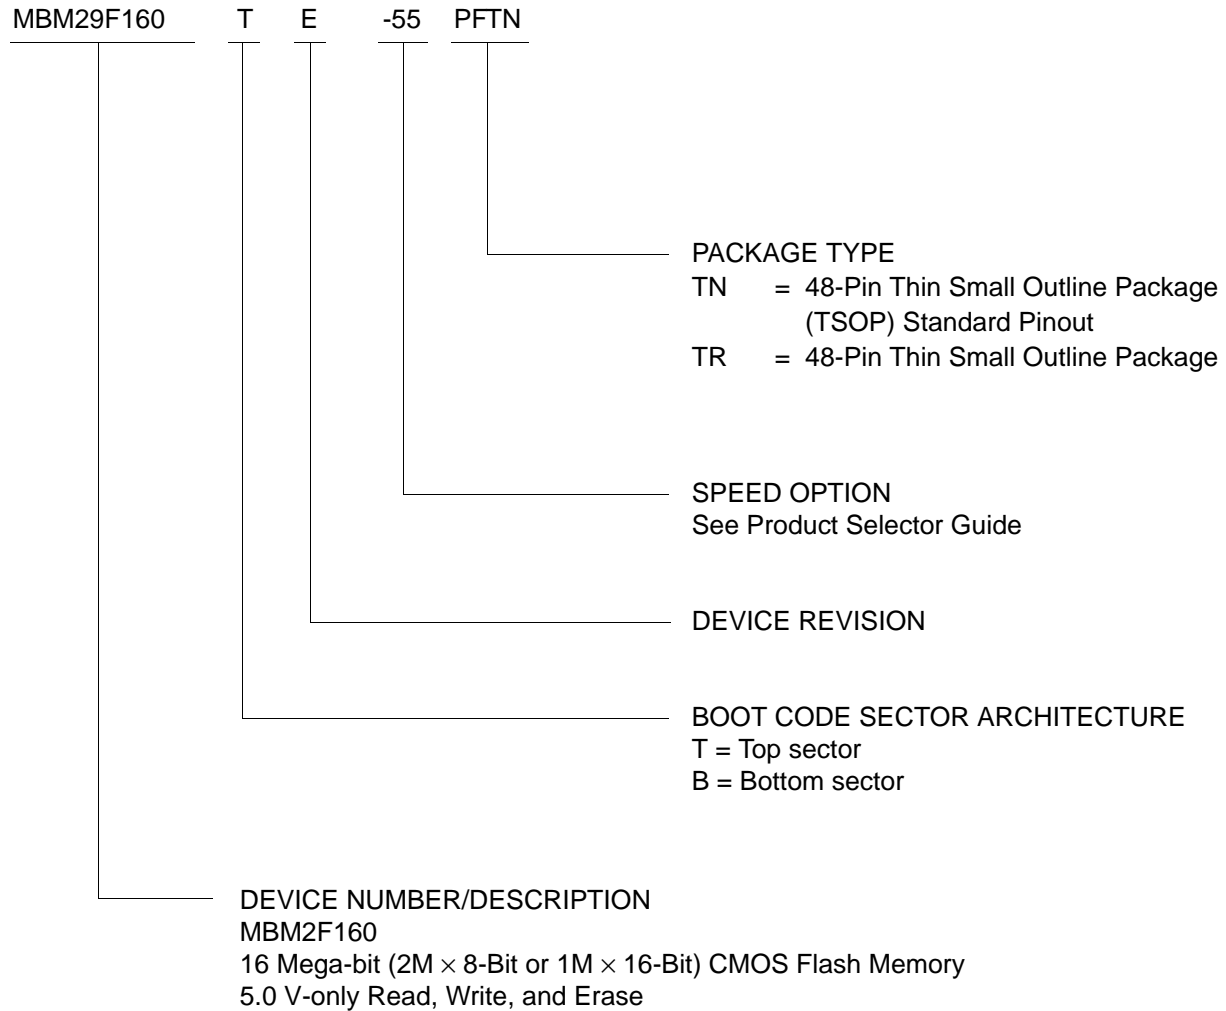 MBM29F160 T E -55 PFTN
PACKAGE TYPE
TN = 48-Pin Thin Small Outline Package
(TSOP) Standard Pinout
TR = 48-Pin Thin Small Outline Package
SPEED OPTION
See Product Selector Guide
DEVICE REVISION
BOOT CODE SECTOR ARCHITECTURE
T = Top sector
B = Bottom sector
DEVICE NUMBER/DESCRIPTION
MBM2F160
16 Mega-bit (2M × 8-Bit or 1M × 16-Bit) CMOS Flash Memory
5.0 V-only Read, Write, and Erase